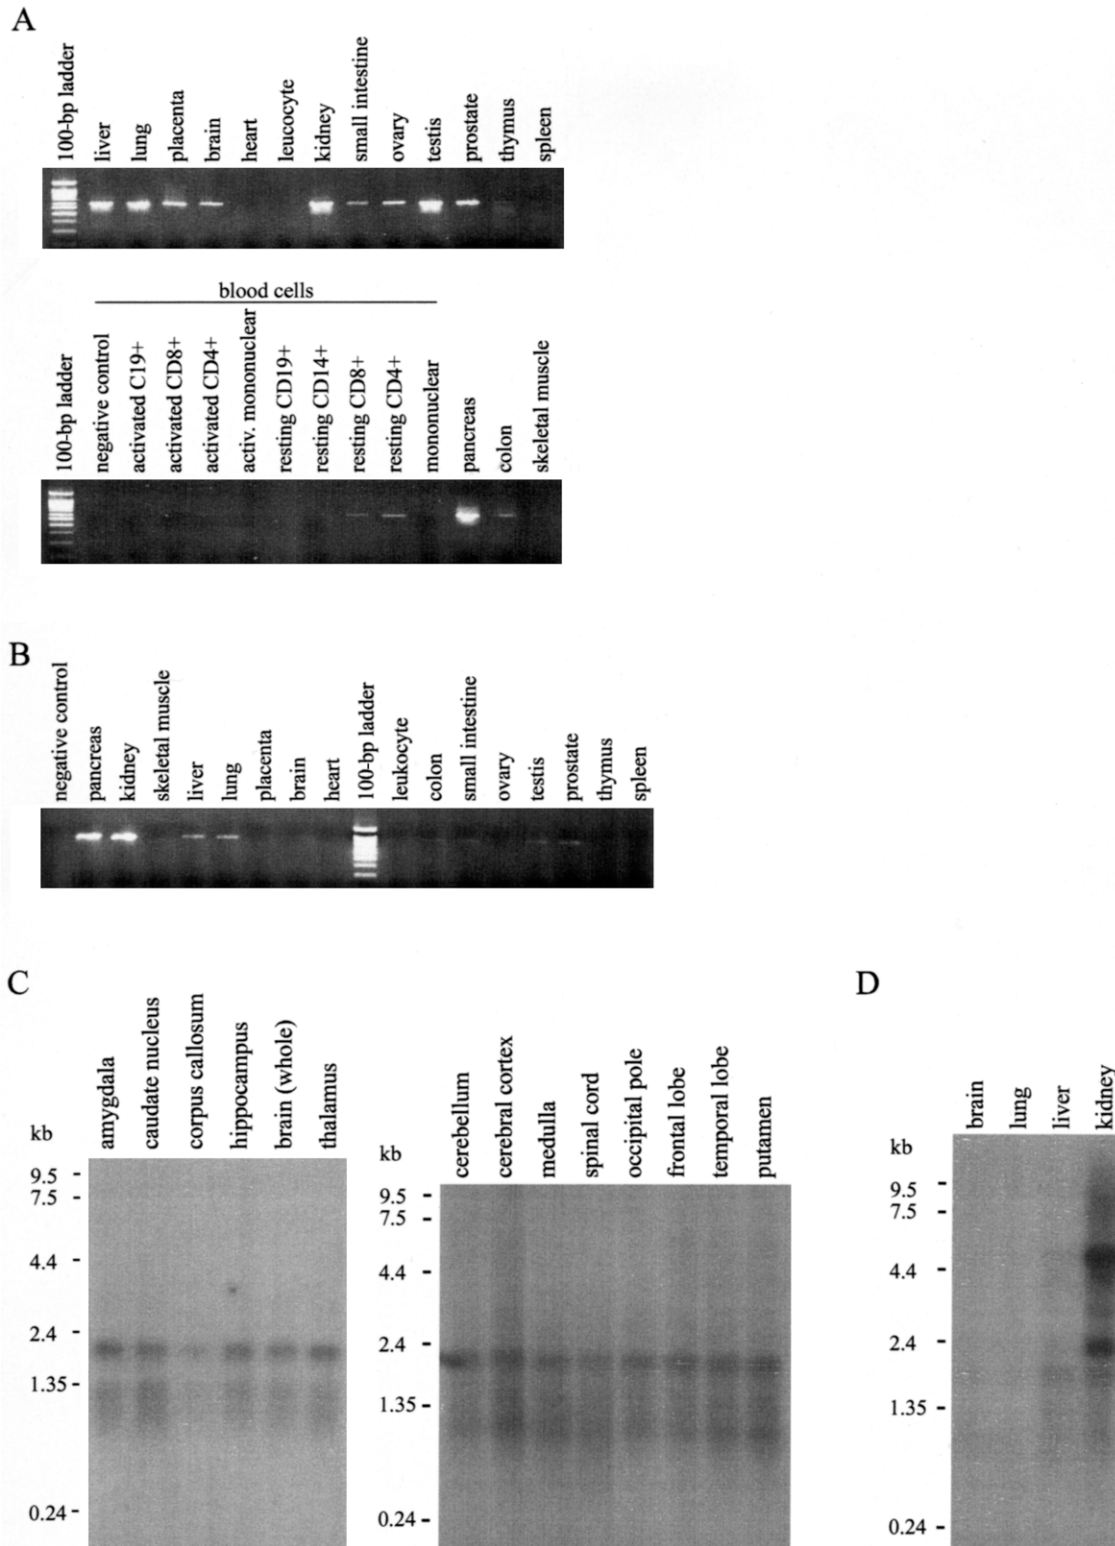 A
100-bp ladder
liver
lung
placenta
brain
heart
leucocyte
kidney
small intestine
ovary
testis
prostate
thymus
spleen
blood cells
100-bp ladder
negative control
activated C19+
activated CD8+
activated CD4+
activ. mononuclear
resting CD19+
resting CD14+
resting CD8+
resting CD4+
mononuclear
pancreas
colon
skeletal muscle
B
negative control
pancreas
kidney
skeletal muscle
liver
lung
placenta
brain
heart
100-bp ladder
leukocyte
colon
small intestine
ovary
testis
prostate
thymus
spleen
C
kb
amygdala
caudate nucleus
corpus callosum
hippocampus
brain (whole)
thalamus
9.5 -
7.5 -
4.4 -
2.4 -
1.35 -
0.24 -
kb
cerebellum
cerebral cortex
medulla
spinal cord
occipital pole
frontal lobe
temporal lobe
putamen
9.5 -
7.5 -
4.4 -
2.4 -
1.35 -
0.24 -
D
kb
brain
lung
liver
kidney
9.5 -
7.5 -
4.4 -
2.4 -
1.35 -
0.24 -